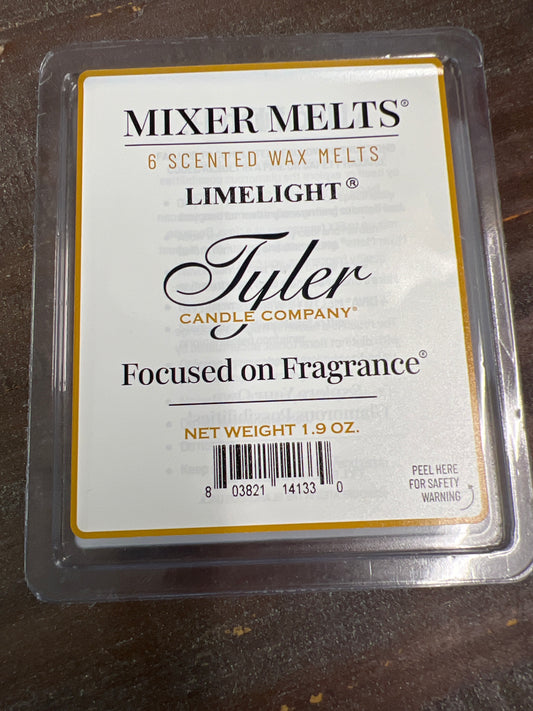 MIXER MELTS®
6 SCENTED WAX MELTS
LIMELIGHT®
Tyler
CANDLE COMPANY®
Focused on Fragrance®
NET WEIGHT 1.9 OZ.
8 03821 14133 0
PEEL HERE
FOR SAFETY
WARNING